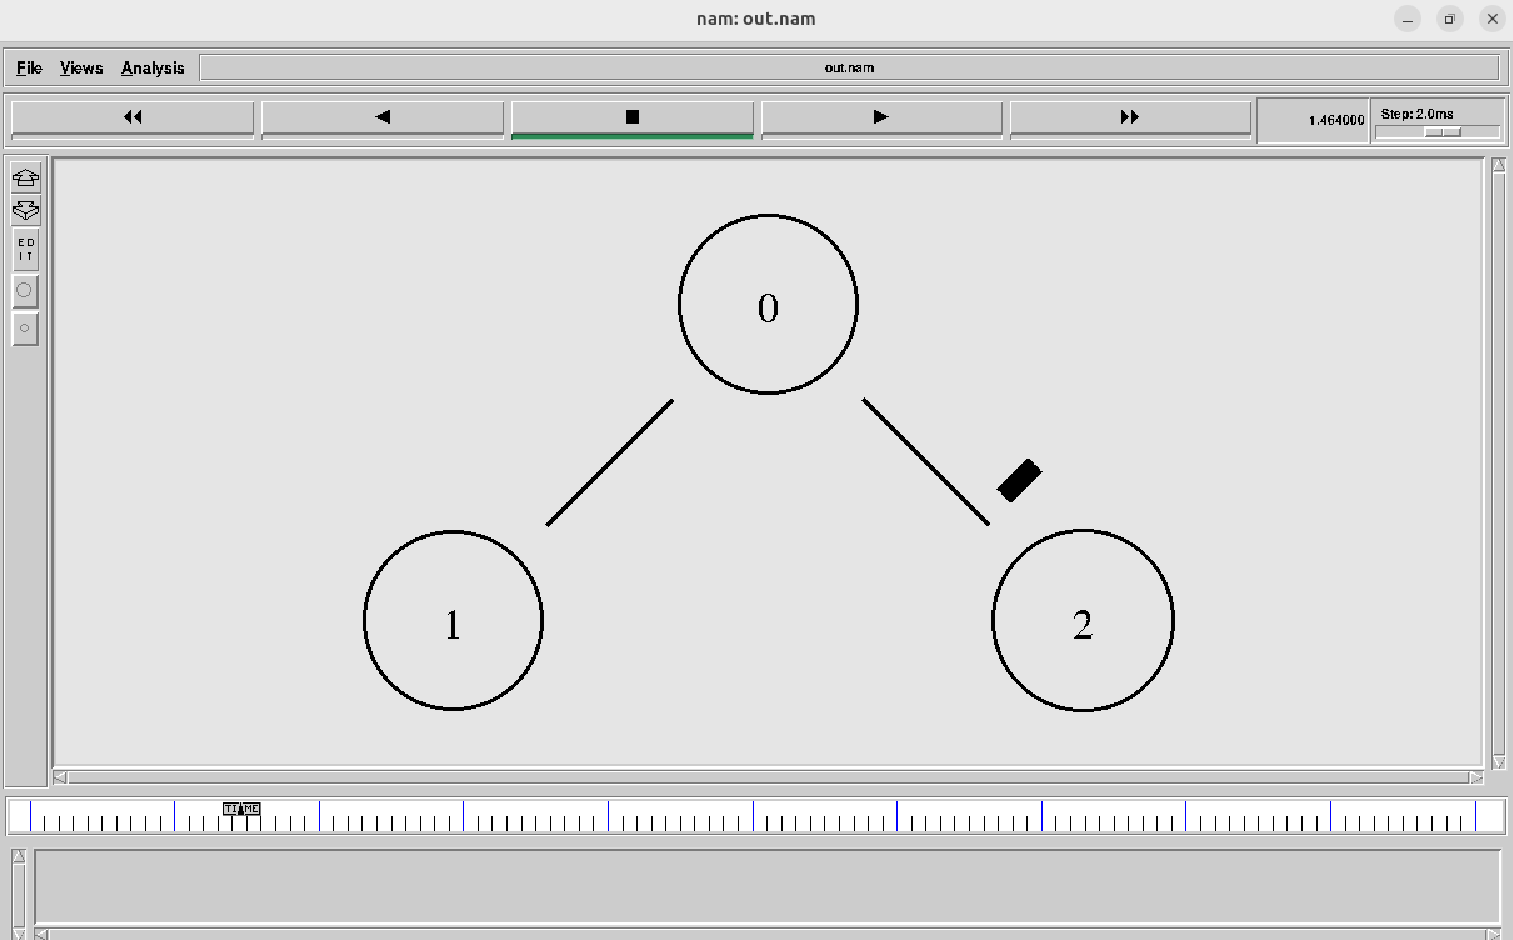 nam: out.nam
File Views Analysis
out.nam
1.464000
Step: 2.0ms
E D
I T
0
1
2
TIME